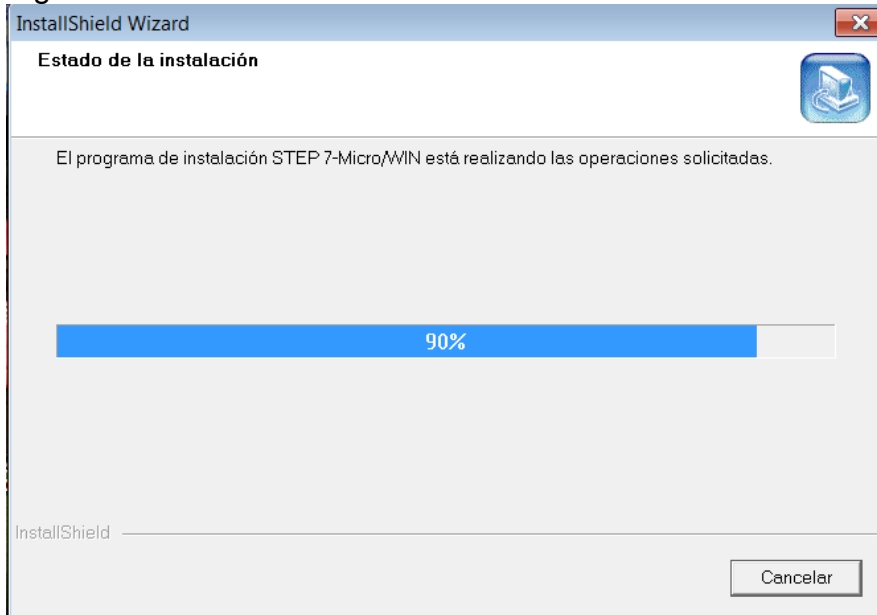 InstallShield Wizard
Estado de la instalación
El programa de instalación STEP 7-Micro/WIN está realizando las operaciones solicitadas.
90%
InstallShield
Cancelar